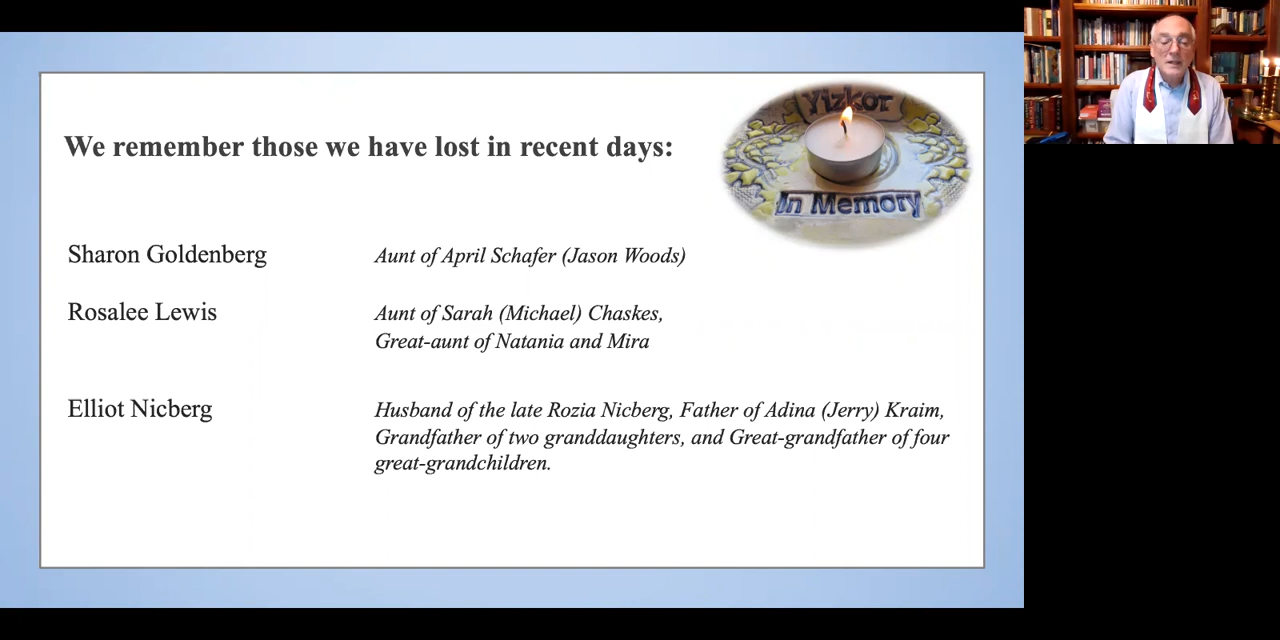 We remember those we have lost in recent days:
Yizkor
In Memory
Sharon Goldenberg
Aunt of April Schafer (Jason Woods)
Rosalee Lewis
Aunt of Sarah (Michael) Chaskes,
Great-aunt of Natania and Mira
Elliot Nicberg
Husband of the late Rozia Nicberg, Father of Adina (Jerry) Kraim,
Grandfather of two granddaughters, and Great-grandfather of four
great-grandchildren.